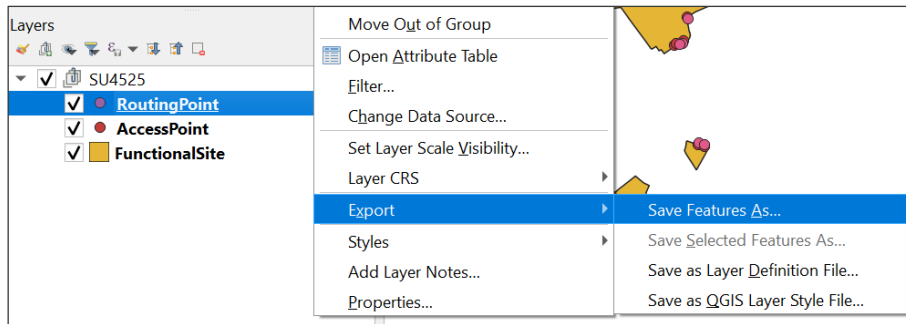 Layers
SU4525
RoutingPoint
AccessPoint
FunctionalSite
Move Out of Group
Open Attribute Table
Filter...
Change Data Source...
Set Layer Scale Visibility...
Layer CRS
Export
Styles
Add Layer Notes...
Properties...
Save Features As...
Save Selected Features As...
Save as Layer Definition File...
Save as QGIS Layer Style File...